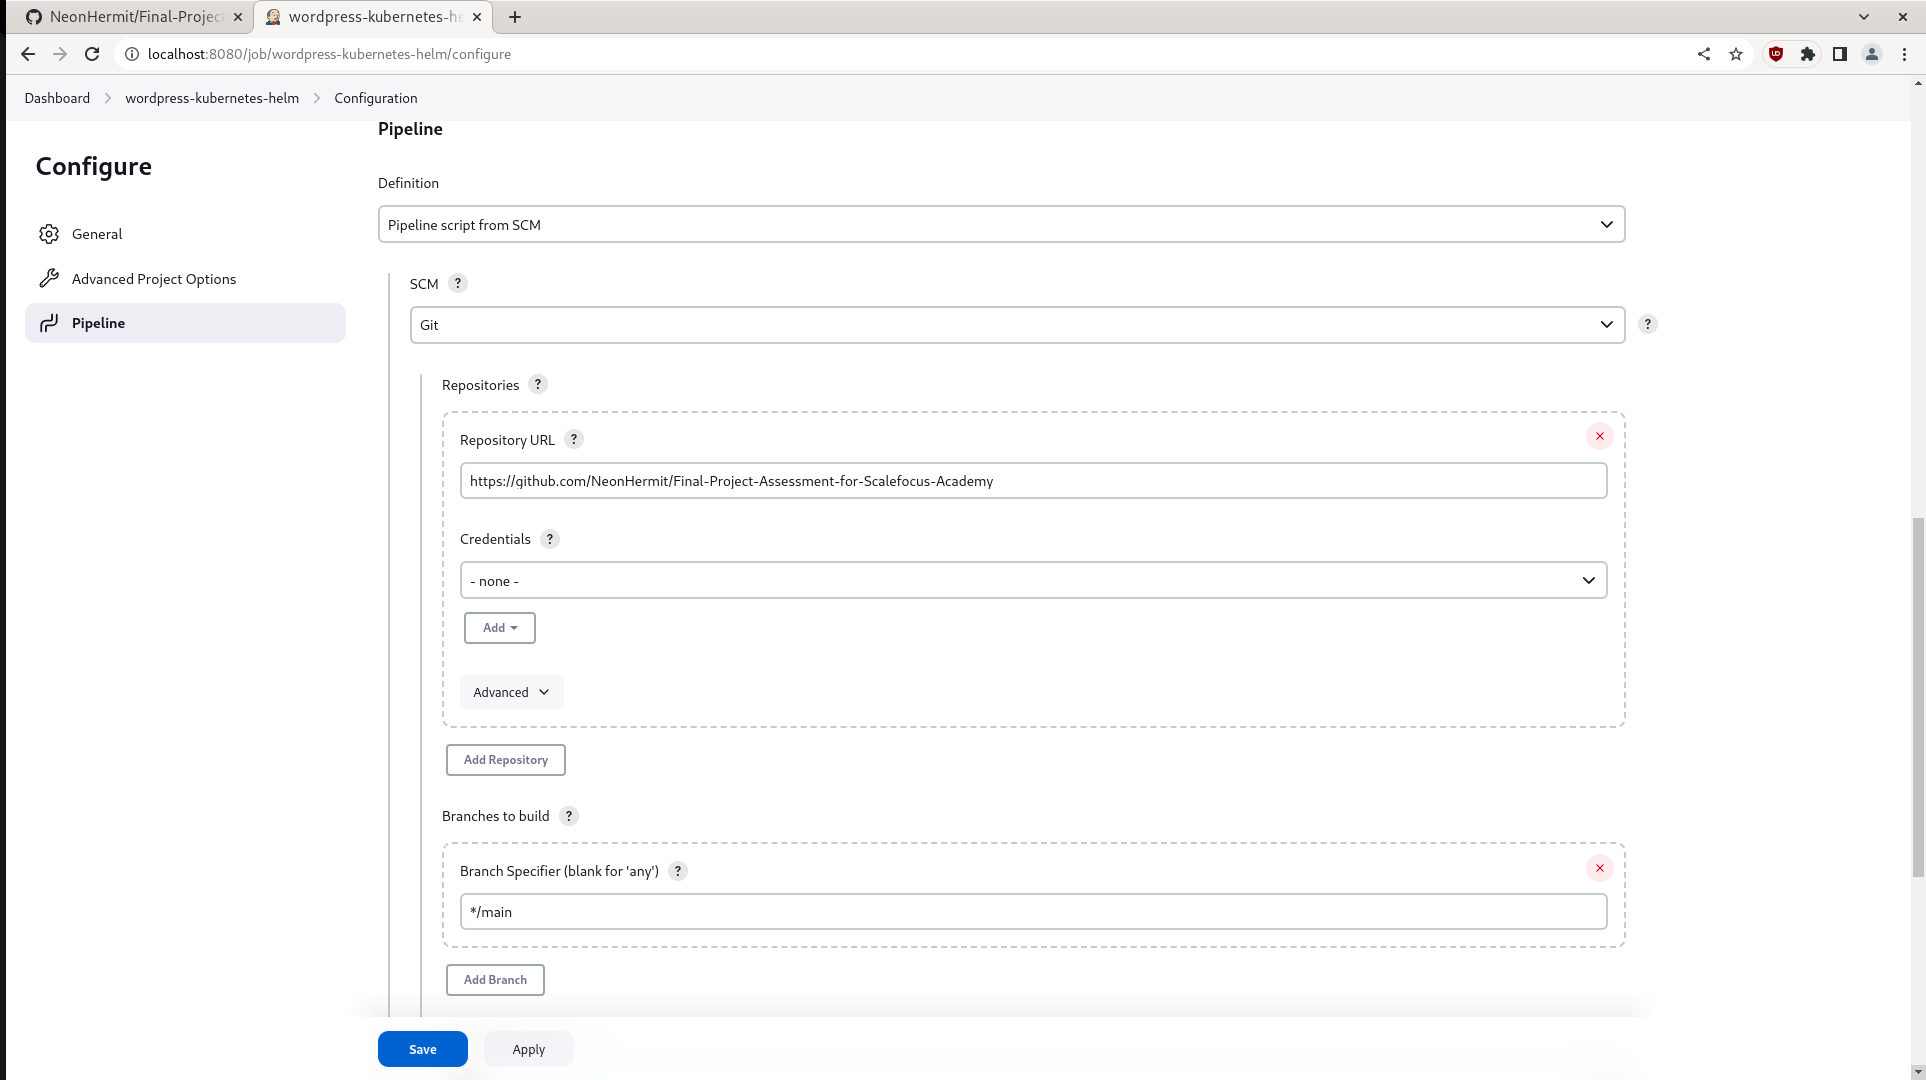 NeonHermit/Final-Projec
wordpress-kubernetes-he
localhost:8080/job/wordpress-kubernetes-helm/configure
Dashboard > wordpress-kubernetes-helm > Configuration
Configure
General
Advanced Project Options
Pipeline
Pipeline
Definition
Pipeline script from SCM
SCM ?
Git
?
Repositories ?
Repository URL ?
https://github.com/NeonHermit/Final-Project-Assessment-for-Scalefocus-Academy
Credentials ?
- none -
Add
Advanced
Add Repository
Branches to build ?
Branch Specifier (blank for 'any') ?
*/main
Add Branch
Save
Apply